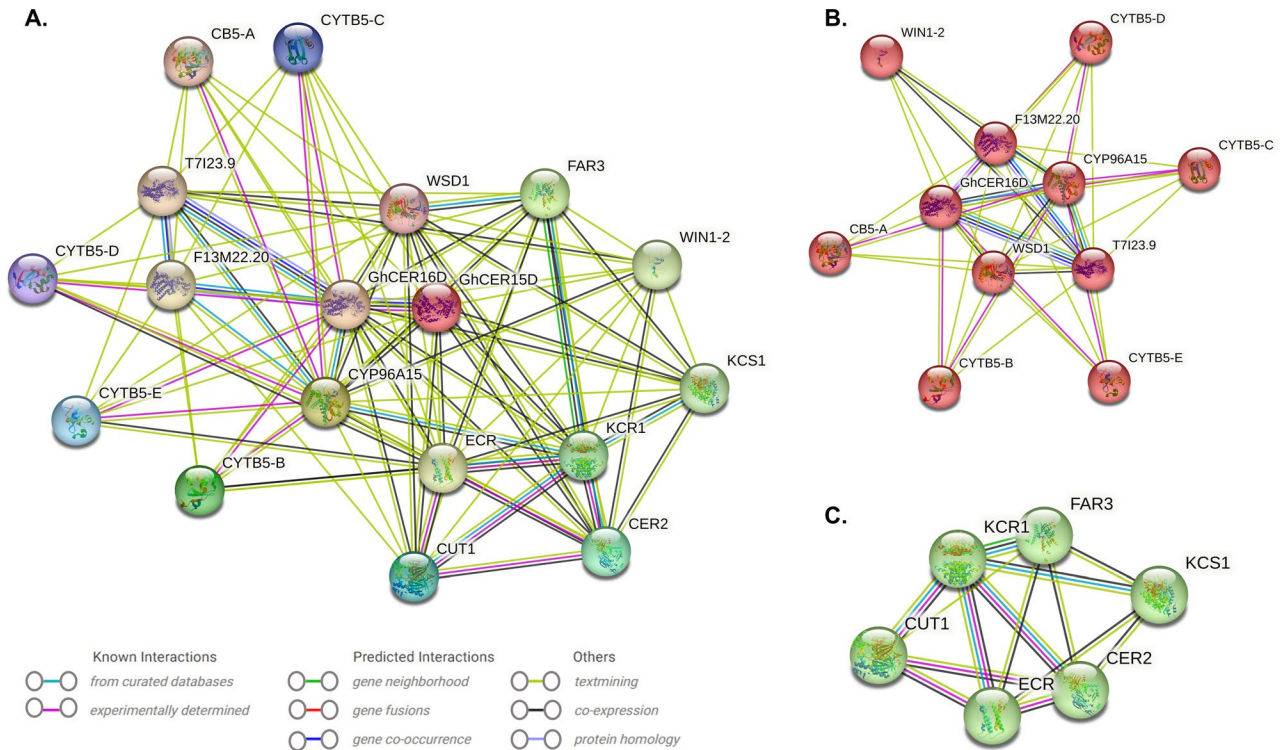 A.
CB5-A
CYTB5-C
T7I23.9
WSD1
FAR3
CYTB5-D
F13M22.20
WIN1-2
GhCER16D
GhCER15D
CYP96A15
KCS1
CYTB5-E
ECR
KCR1
CYTB5-B
CUT1
CER2
B.
WIN1-2
CYTB5-D
F13M22.20
CYP96A15
CYTB5-C
GhCER16D
CB5-A
WSD1
T7I23.9
CYTB5-B
CYTB5-E
C.
KCR1
FAR3
KCS1
CUT1
CER2
ECR
Known Interactions
from curated databases
experimentally determined
Predicted Interactions
gene neighborhood
gene fusions
gene co-occurrence
Others
textmining
co-expression
protein homology